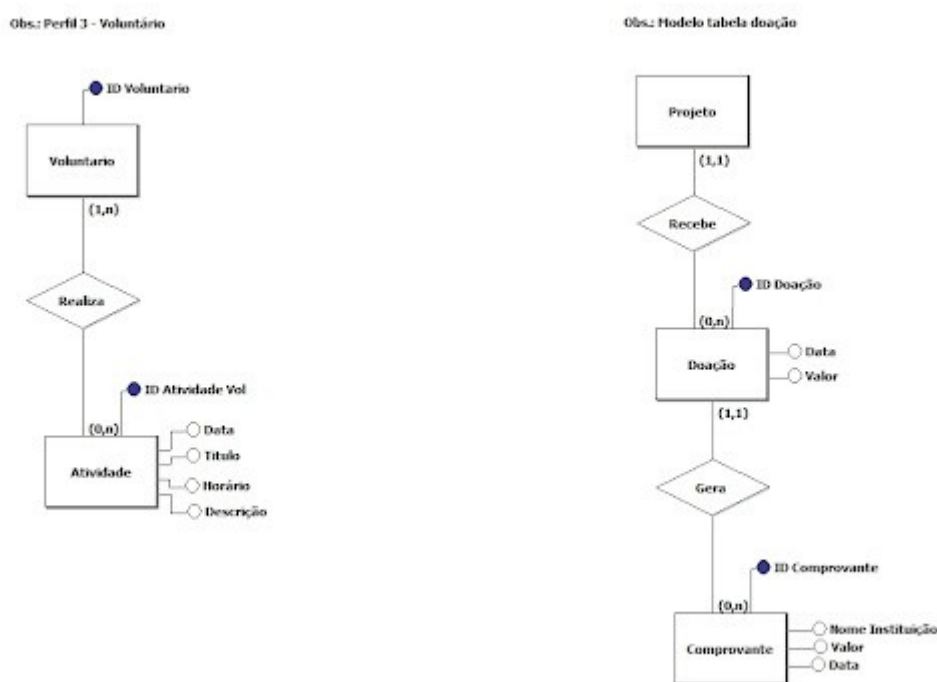 Obs.: Perfil 3 - Voluntário
ID Voluntario
Voluntario
(1,n)
Realiza
ID Atividade Vol
(0,n)
Data
Titulo
Atividade
Horário
Descrição
Obs.: Modelo tabela doação
Projeto
(1,1)
Recebe
ID Doação
(0,n)
Data
Doação
Valor
(1,1)
Gera
ID Comprovante
(0,n)
Nome Instituição
Comprovante
Valor
Data